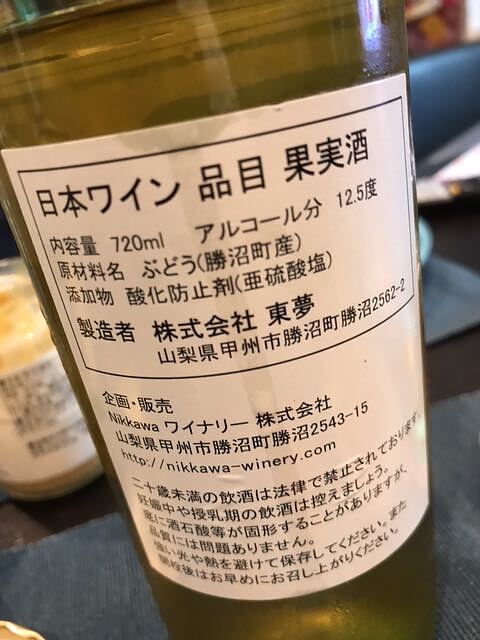 日本ワイン 品目 果実酒
内容量 720ml アルコール分 12.5度
原材料名 ぶどう(勝沼町産)
添加物 酸化防止剤(亜硫酸塩)
製造者 株式会社 東夢
山梨県甲州市勝沼町勝沼2562-2
企画・販売
Nikkawa ワイナリー 株式会社
山梨県甲州市勝沼町勝沼2543-15
http://nikkawa-winery.com
二十歳未満の飲酒は法律で禁止されております。
妊娠中や授乳期の飲酒は控えましょう。
底に酒石酸等が固形することがありますが、
品質には問題ありません。
強い光や熱を避けて保存してください。また
開栓後はお早めにお召し上がりください。